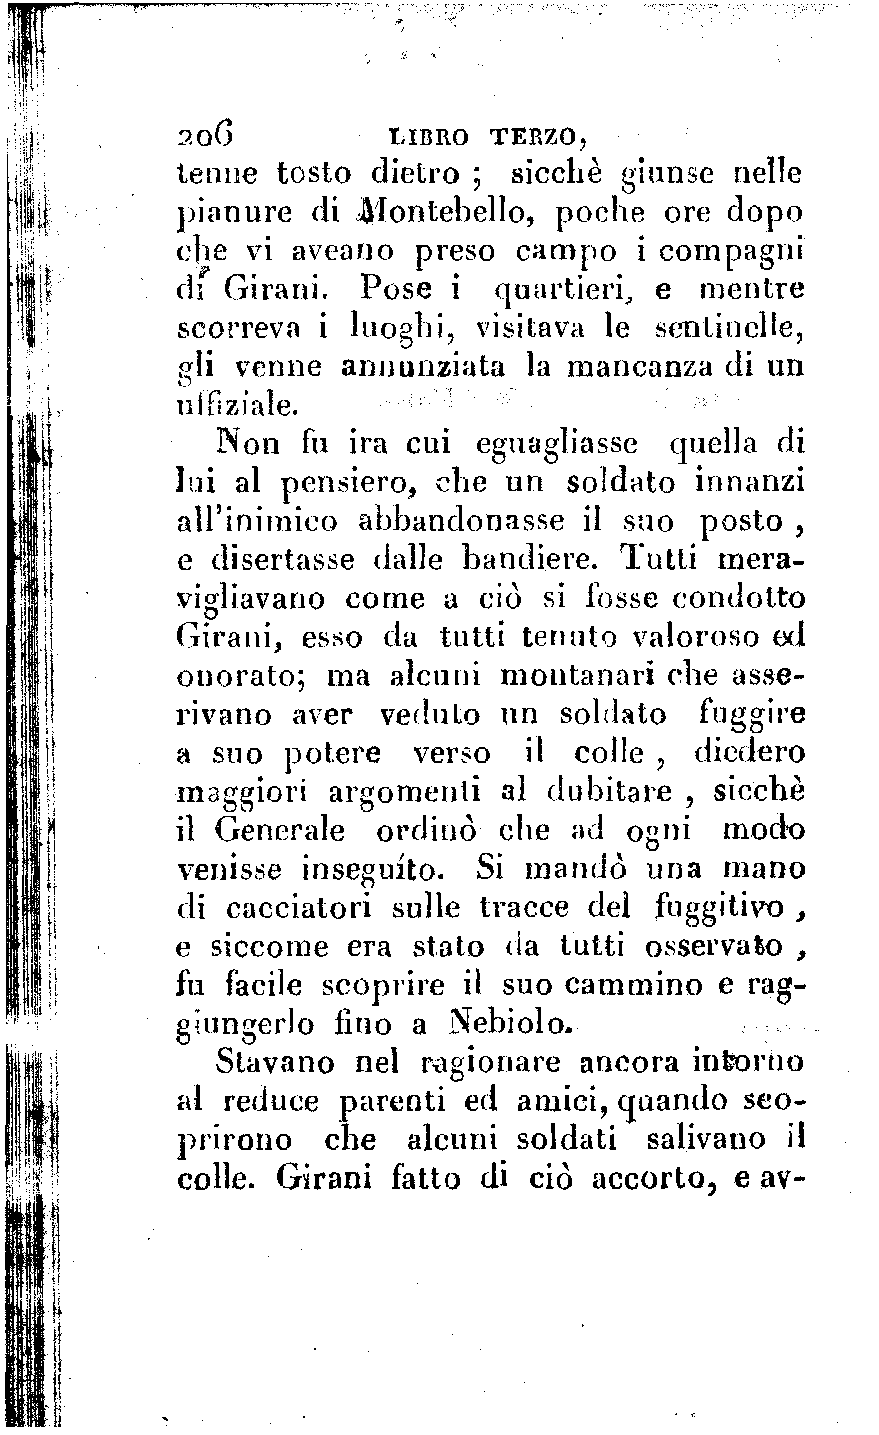 206 LIBRO TERZO,
tenne tosto dietro ; sicchè giunse nelle
pianure di Montebello, poche ore dopo
che vi aveano preso campo i compagni
di Girani. Pose i quartieri, e mentre
scorreva i luoghi, visitava le sentinelle,
gli venne annunziata la mancanza di un
uffiziale.
Non fu ira cui eguagliasse quella di
lui al pensiero, che un soldato innanzi
all'inimico abbandonasse il suo posto ,
e disertasse dalle bandiere. Tutti mera-
vigliavano come a ciò si fosse condotto
Girani, esso da tutti tenuto valoroso ed
onorato; ma alcuni montanari che asse-
rivano aver veduto un soldato fuggire
a suo potere verso il colle , diedero
maggiori argomenti al dubitare , sicchè
il Generale ordinò che ad ogni modo
venisse inseguíto. Si mandò una mano
di cacciatori sulle tracce del fuggitivo ,
e siccome era stato da tutti osservato ,
fu facile scoprire il suo cammino e rag-
giungerlo fino a Nebiolo.
Stavano nel ragionare ancora intorno
al reduce parenti ed amici, quando sco-
prirono che alcuni soldati salivano il
colle. Girani fatto di ciò accorto, e av-